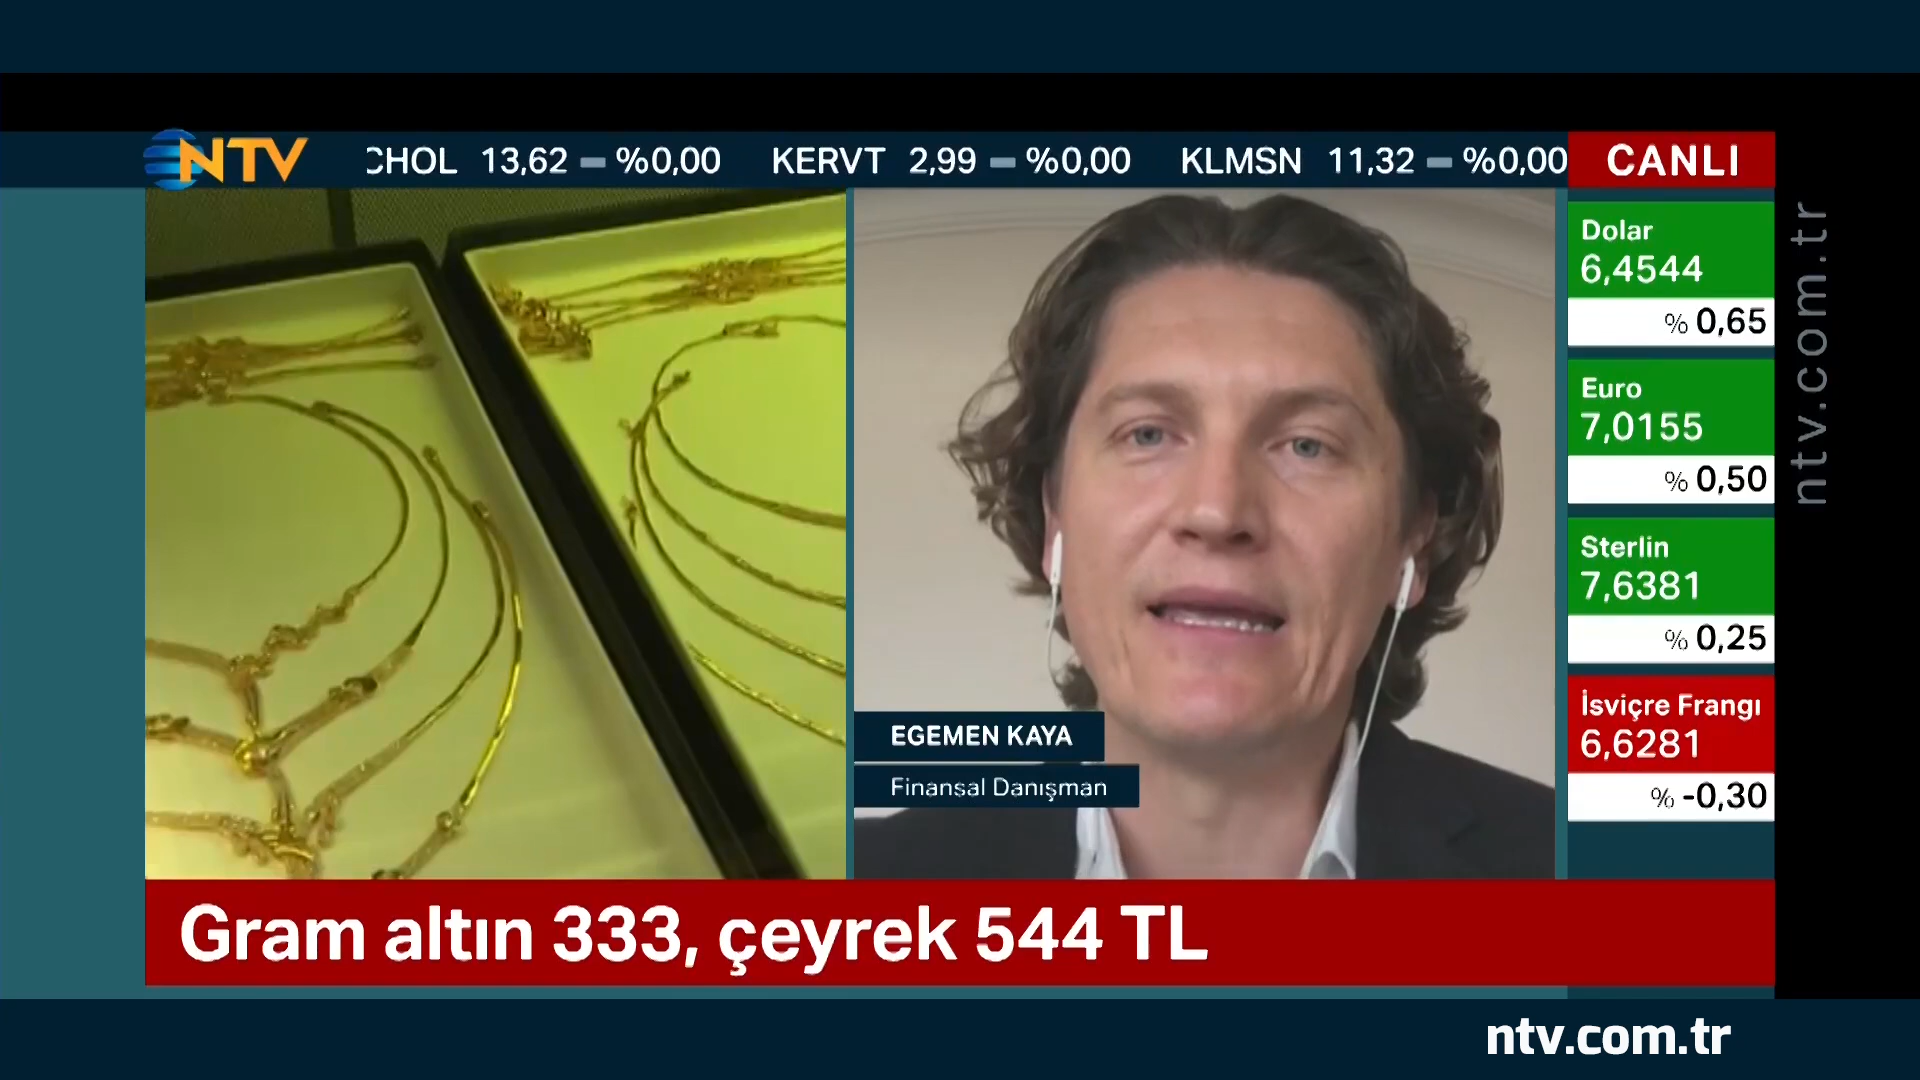 NTV
CHOL 13,62 %0,00 KERVT 2,99 %0,00 KLMSN 11,32 %0,00
CANLI
Dolar
6,4544
% 0,65
Euro
7,0155
% 0,50
Sterlin
7,6381
% 0,25
İsviçre Frangı
6,6281
% -0,30
ntv.com.tr
EGEMEN KAYA
Finansal Danışman
Gram altın 333, çeyrek 544 TL
ntv.com.tr